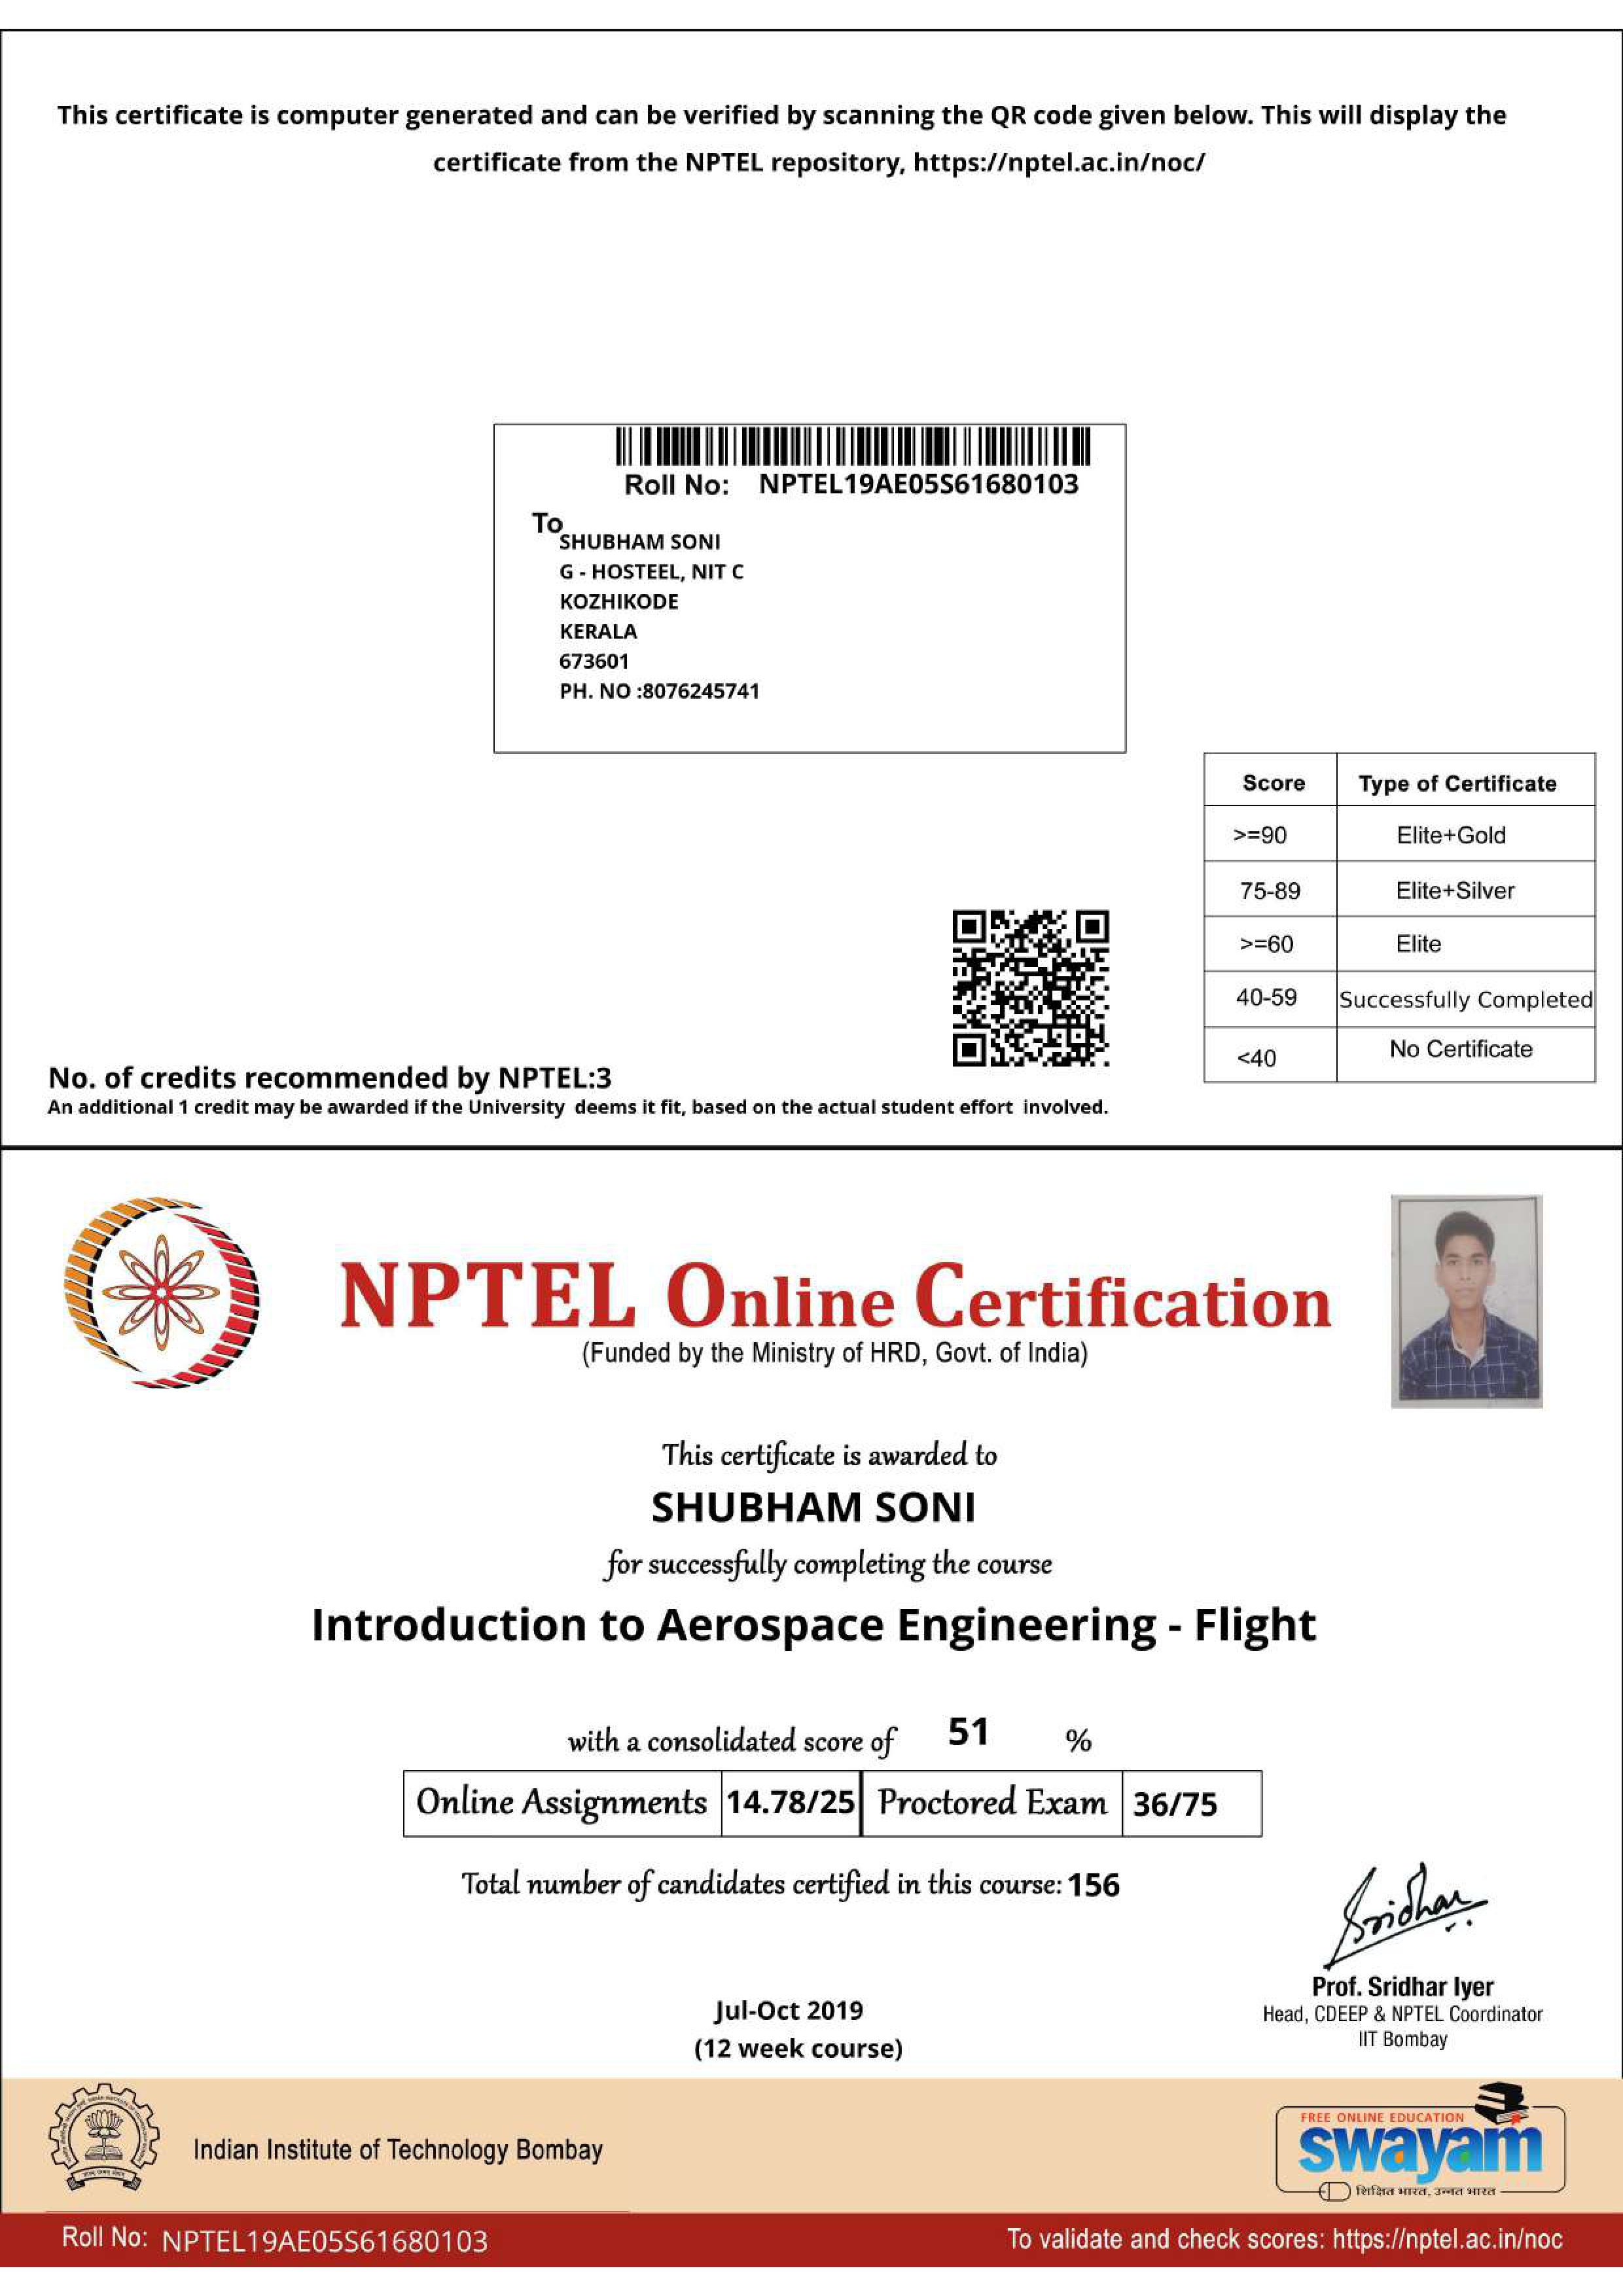 This certificate is computer generated and can be verified by scanning the QR code given below. This will display the
certificate from the NPTEL repository, https://nptel.ac.in/noc/
Roll No: NPTEL19AE05S61680103
To
SHUBHAM SONI
G - HOSTEEL, NIT C
KOZHIKODE
KERALA
673601
PH. NO :8076245741
Score Type of Certificate
>=90 Elite+Gold
75-89 Elite+Silver
>=60 Elite
40-59 Successfully Completed
<40 No Certificate
No. of credits recommended by NPTEL:3
An additional 1 credit may be awarded if the University deems it fit, based on the actual student effort involved.
NPTEL Online Certification
(Funded by the Ministry of HRD, Govt. of India)
This certificate is awarded to
SHUBHAM SONI
for successfully completing the course
Introduction to Aerospace Engineering - Flight
with a consolidated score of 51 %
Online Assignments 14.78/25 Proctored Exam 36/75
Total number of candidates certified in this course: 156
Sridhar
Prof. Sridhar Iyer
Head, CDEEP & NPTEL Coordinator
IIT Bombay
Jul-Oct 2019
(12 week course)
Indian Institute of Technology Bombay
FREE ONLINE EDUCATION
swayam
शिक्षित भारत, उन्नत भारत
Roll No: NPTEL19AE05S61680103
To validate and check scores: https://nptel.ac.in/noc